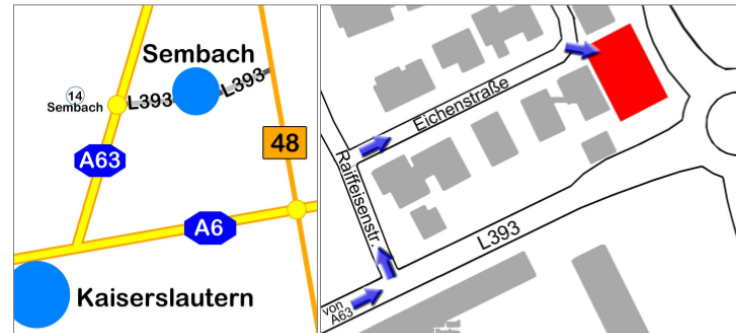 Sembach
14
Sembach
L393
L393
A63
48
A6
Kaiserslautern
Eichenstraße
Raiffeisenstr.
L393
von
A63